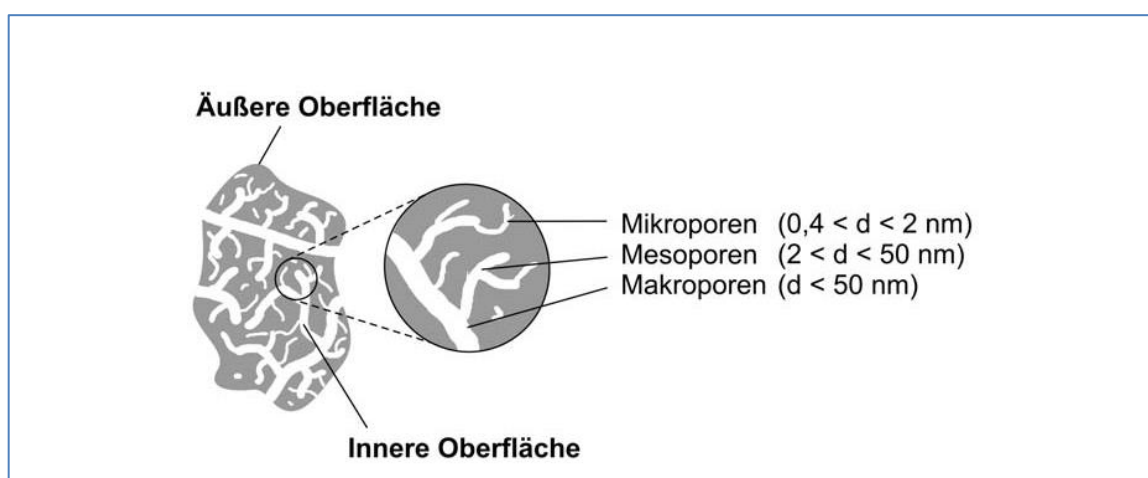 Äußere Oberfläche
Mikroporen (0,4 < d < 2 nm)
Mesoporen (2 < d < 50 nm)
Makroporen (d < 50 nm)
Innere Oberfläche